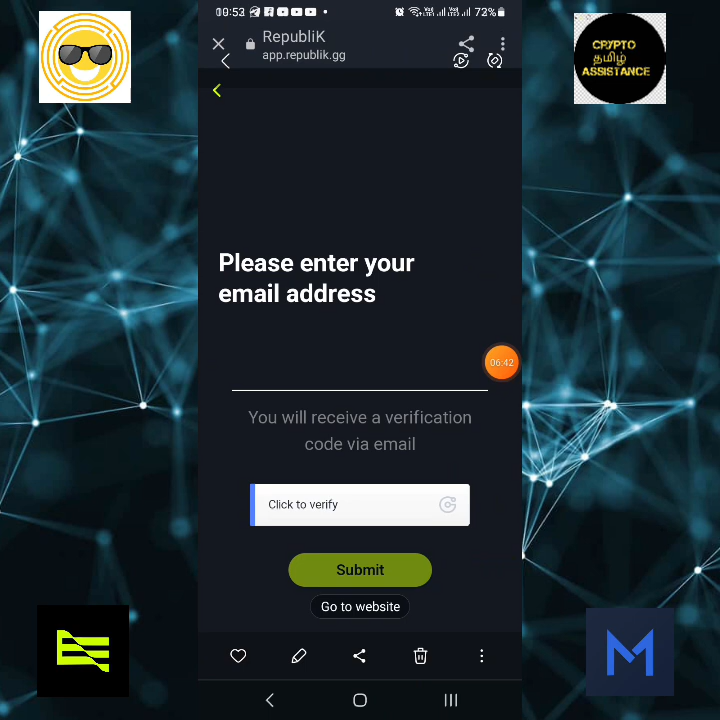 09:53
72%
RepubliK
app.republik.gg
CRYPTO
தமிழ்
ASSISTANCE
Please enter your
email address
06:42
You will receive a verification
code via email
Click to verify
Submit
Go to website